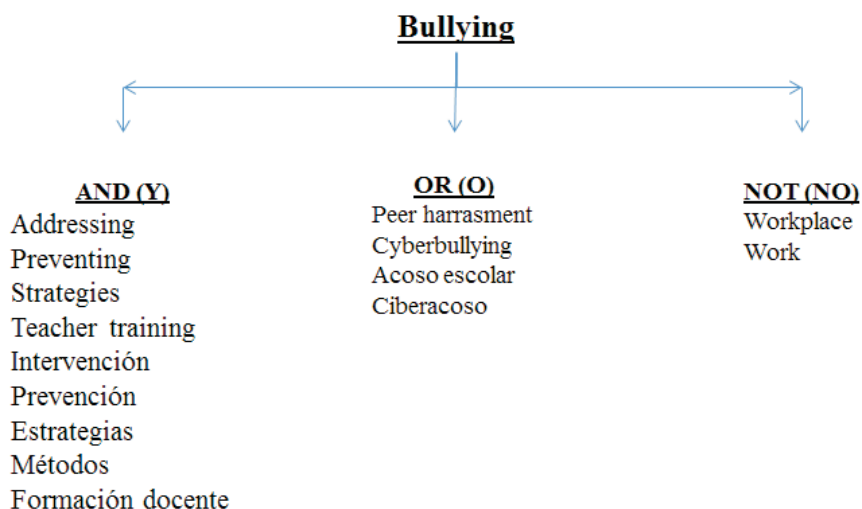 Bullying
AND (Y)
Addressing
Preventing
Strategies
Teacher training
Intervención
Prevención
Estrategias
Métodos
Formación docente
OR (O)
Peer harrasment
Cyberbullying
Acoso escolar
Ciberacoso
NOT (NO)
Workplace
Work